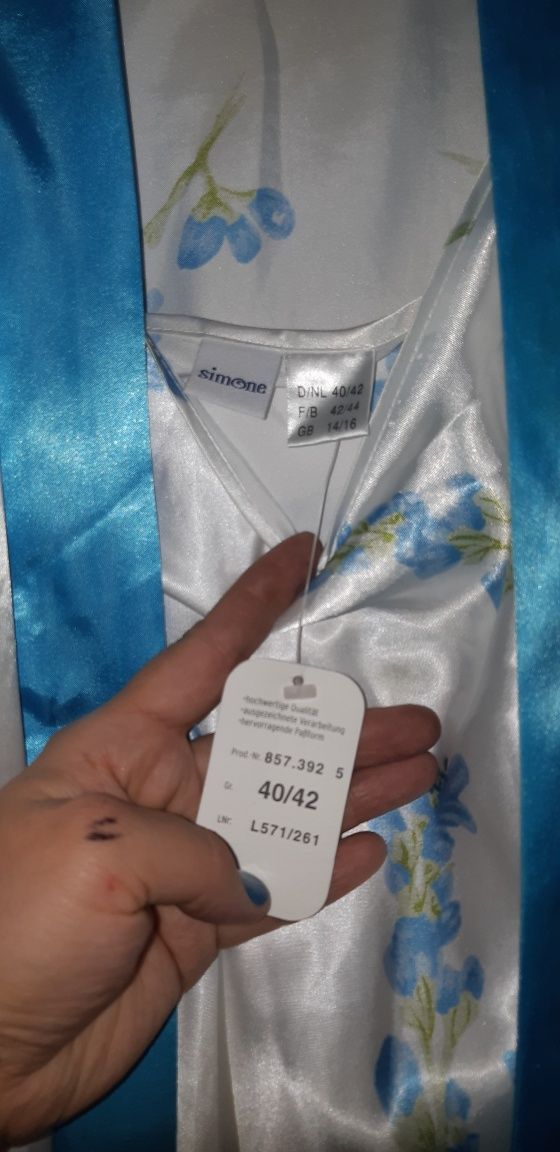 simone
D/NL 40/42
F/B 42/44
GB 14/16
•hochwertige Qualität
•ausgezeichnete Verarbeitung
•hervorragende Paßform
Prod.-Nr. 857.392 5
Gr. 40/42
LNr. L571/261